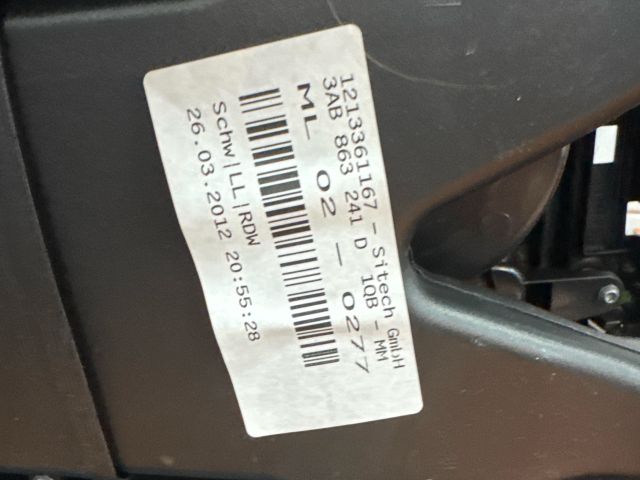 1213361167 - Sitech GmbH
3AB 863 241 D 1QB - MM
ML 02 - 0277
Schw|LL|RDW
26.03.2012 20:55:28